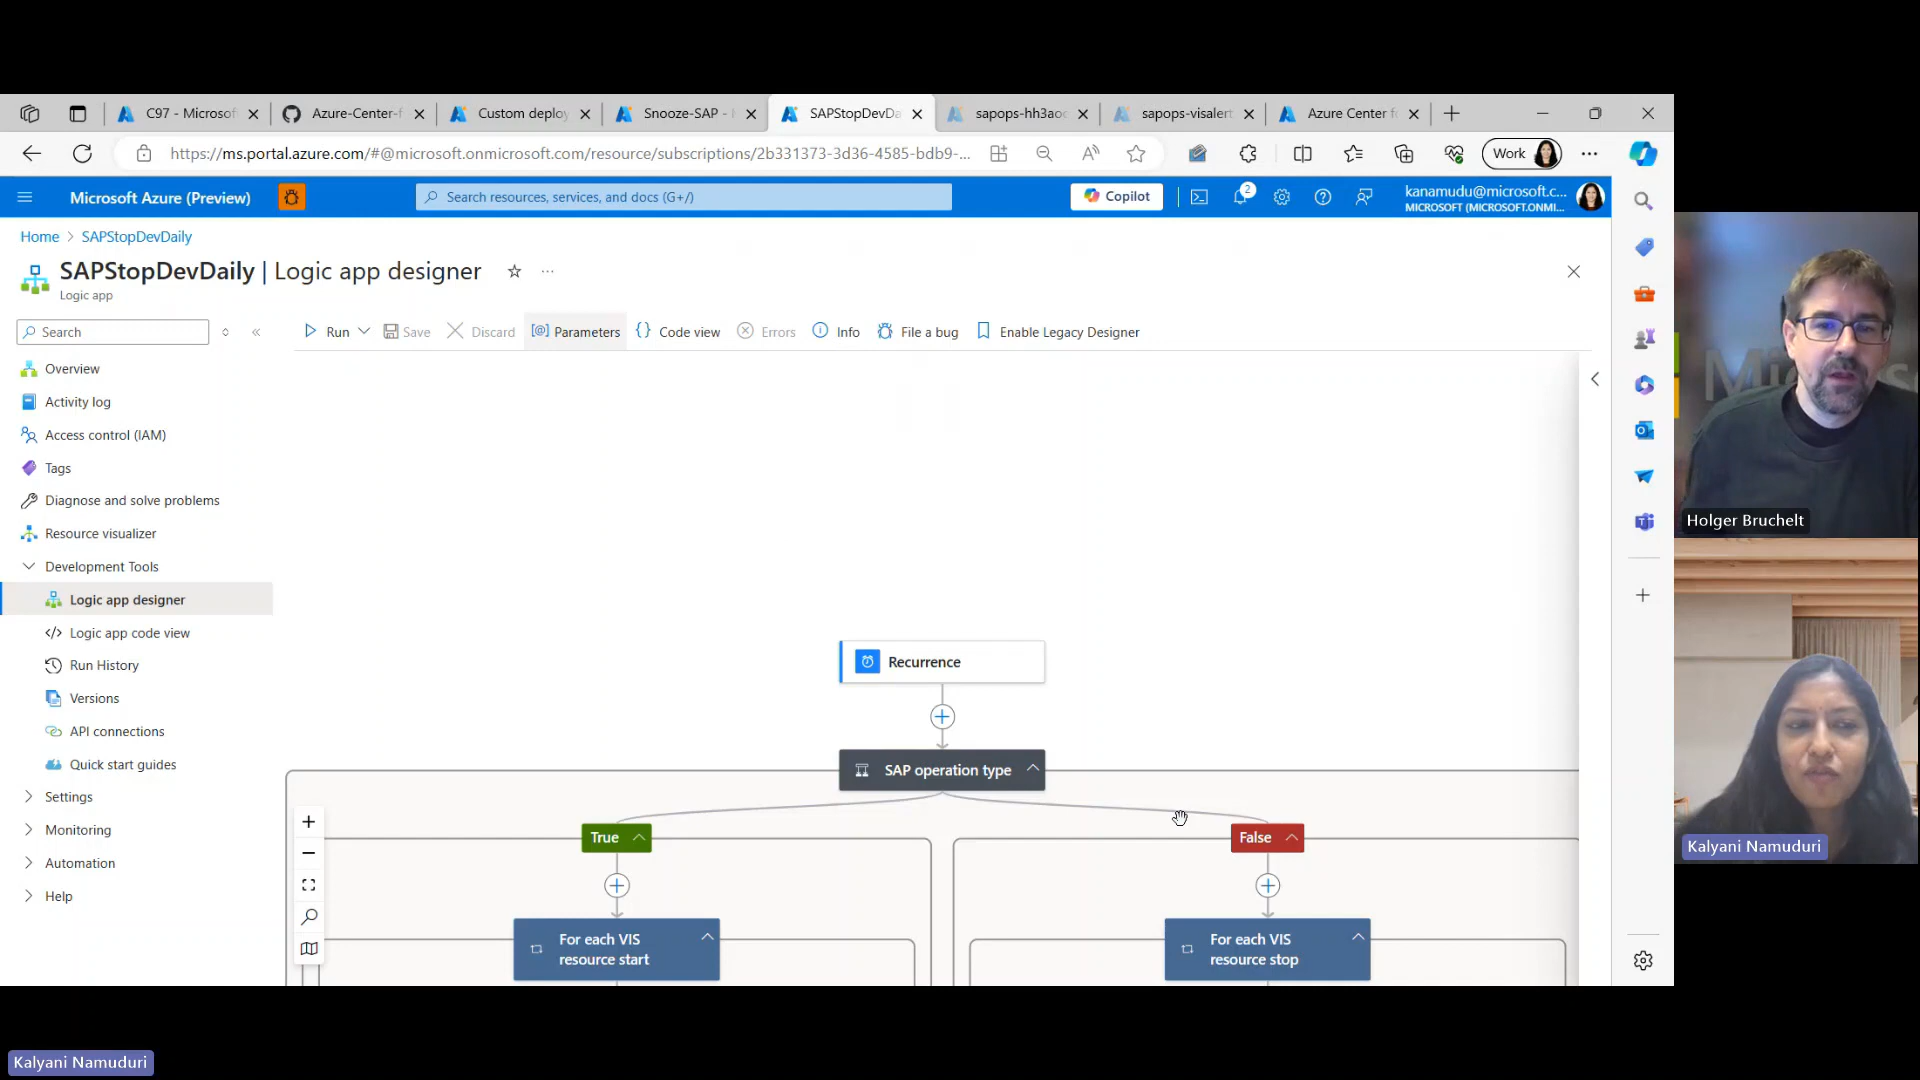 C97 - Microsof
Azure-Center-f
Custom deploy
Snooze-SAP -
SAPStopDevDa
sapops-hh3aoc
sapops-visalert
Azure Center fo
https://ms.portal.azure.com/#@microsoft.onmicrosoft.com/resource/subscriptions/2b331373-3d36-4585-bdb9-...
Work
Microsoft Azure (Preview)
Search resources, services, and docs (G+/)
Copilot
2
kanamudu@microsoft.c...
MICROSOFT (MICROSOFT.ONMI...
Home > SAPStopDevDaily
SAPStopDevDaily | Logic app designer
Logic app
Search
Run
Save
Discard
Parameters
Code view
Errors
Info
File a bug
Enable Legacy Designer
Overview
Activity log
Access control (IAM)
Tags
Diagnose and solve problems
Resource visualizer
Development Tools
Logic app designer
Logic app code view
Run History
Versions
API connections
Quick start guides
Settings
Monitoring
Automation
Help
Recurrence
SAP operation type
True
False
For each VIS
resource start
For each VIS
resource stop
Holger Bruchelt
Kalyani Namuduri
Kalyani Namuduri